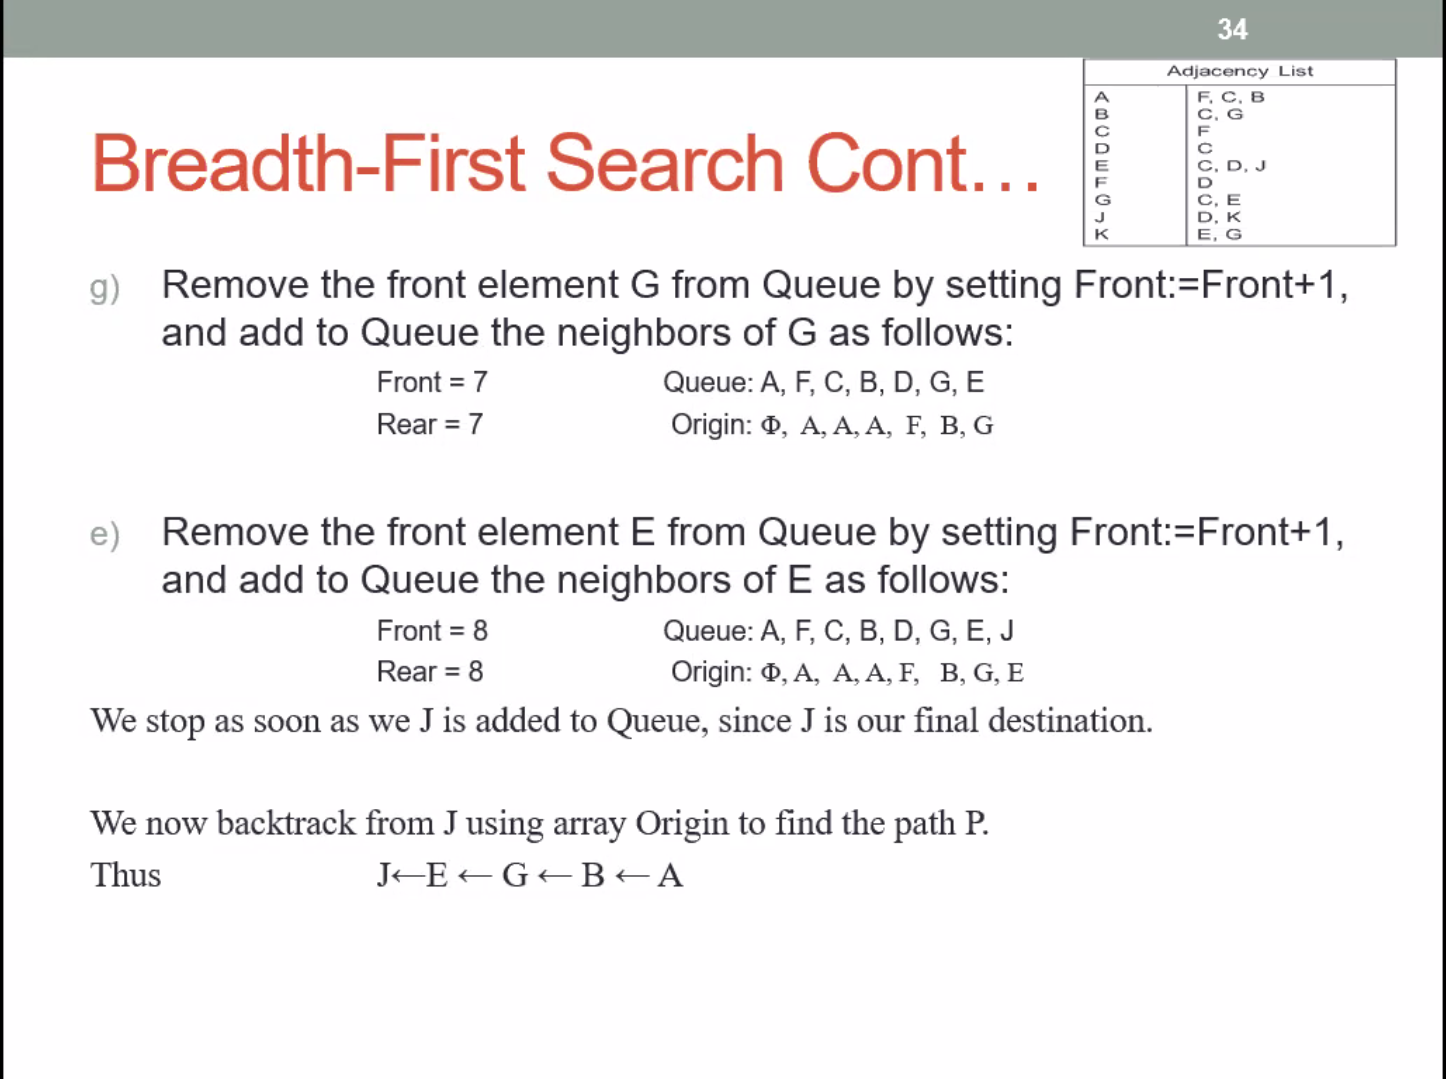 34
Adjacency List
A F, C, B
B C, G
C F
D C
E C, D, J
F D
G C, E
J D, K
K E, G
Breadth-First Search Cont…
g) Remove the front element G from Queue by setting Front:=Front+1,
and add to Queue the neighbors of G as follows:
Front = 7 Queue: A, F, C, B, D, G, E
Rear = 7 Origin: Φ, A, A, A, F, B, G
e) Remove the front element E from Queue by setting Front:=Front+1,
and add to Queue the neighbors of E as follows:
Front = 8 Queue: A, F, C, B, D, G, E, J
Rear = 8 Origin: Φ, A, A, A, F, B, G, E
We stop as soon as we J is added to Queue, since J is our final destination.
We now backtrack from J using array Origin to find the path P.
Thus J←E ← G ← B ← A